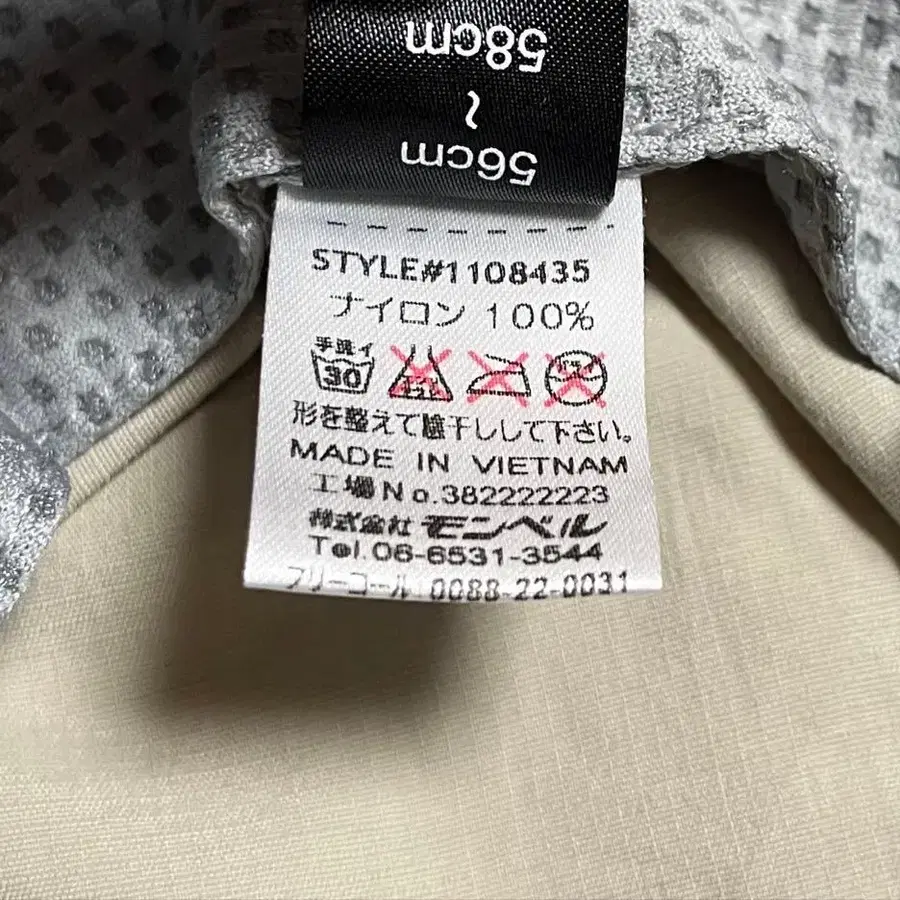 56cm
~
58cm
STYLE#1108435
ナイロン 100%
手洗イ
30
形を整えて陰干しして下さい。
MADE IN VIETNAM
工場No.382222223
株式会社 モンベル
Tel.06-6531-3544
フリーコール 0088-22-0031